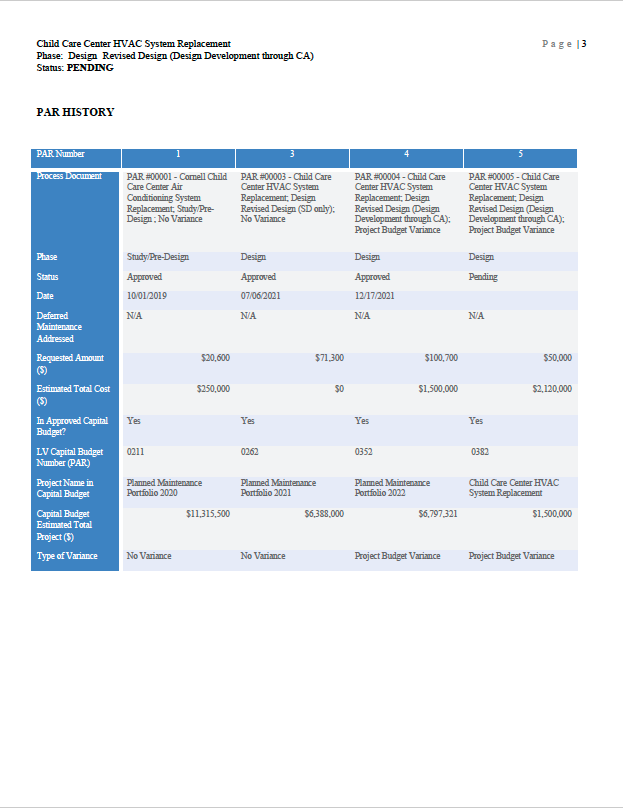 Child Care Center HVAC System Replacement
Page | 3
Phase: Design Revised Design (Design Development through CA)
Status: PENDING
PAR HISTORY
PAR Number 1 3 4 5
Process Document PAR #00001 - Cornell Child PAR #00003 - Child Care PAR #00004 - Child Care PAR #00005 - Child Care
Care Center Air Center HVAC System Center HVAC System Center HVAC System
Conditioning System Replacement; Design Replacement; Design Replacement; Design
Replacement; Study/Pre- Revised Design (SD only); Revised Design (Design Revised Design (Design
Design ; No Variance No Variance Development through CA); Development through CA);
Project Budget Variance Project Budget Variance
Phase Study/Pre-Design Design Design Design
Status Approved Approved Approved Pending
Date 10/01/2019 07/06/2021 12/17/2021
Deferred N/A N/A N/A N/A
Maintenance
Addressed
Requested Amount $20,600 $71,300 $100,700 $50,000
($)
Estimated Total Cost $250,000 $0 $1,500,000 $2,120,000
($)
In Approved Capital Yes Yes Yes Yes
Budget?
LV Capital Budget 0211 0262 0352 0382
Number (PAR)
Project Name in Planned Maintenance Planned Maintenance Planned Maintenance Child Care Center HVAC
Capital Budget Portfolio 2020 Portfolio 2021 Portfolio 2022 System Replacement
Capital Budget $11,315,500 $6,388,000 $6,797,321 $1,500,000
Estimated Total
Project ($)
Type of Variance No Variance No Variance Project Budget Variance Project Budget Variance